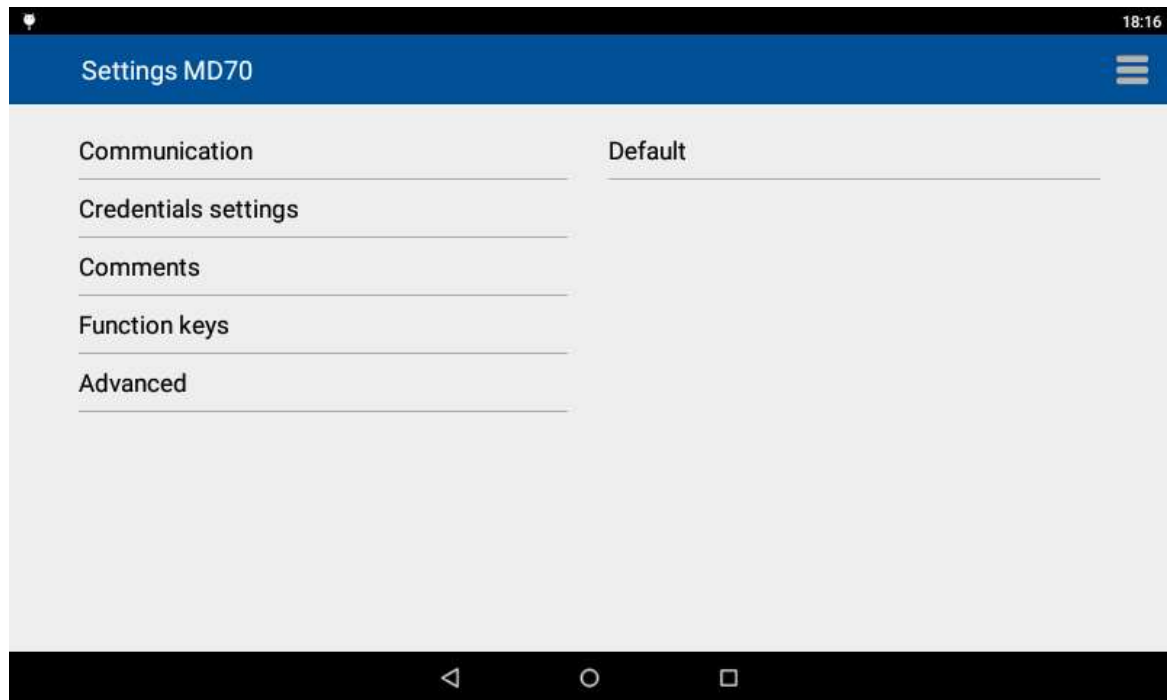 18:16
Settings MD70
Communication
Default
Credentials settings
Comments
Function keys
Advanced